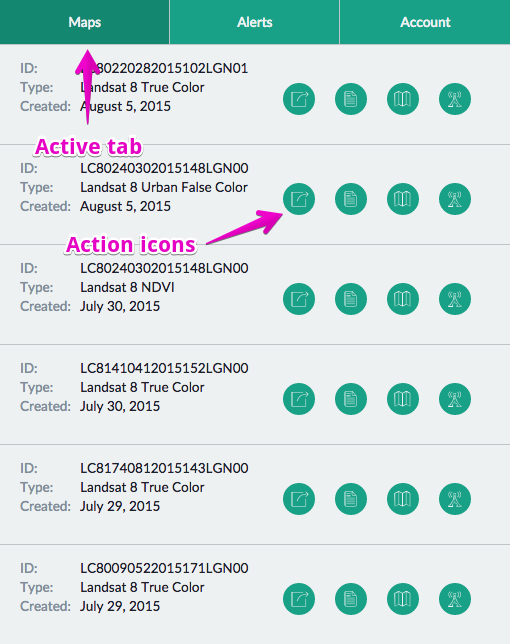 Maps Alerts Account
ID: 80220282015102LGN01
Type: Landsat 8 True Color
Created: August 5, 2015
Active tab
ID: LC80240302015148LGN00
Type: Landsat 8 Urban False Color
Created: August 5, 2015
Action icons
ID: LC80240302015148LGN00
Type: Landsat 8 NDVI
Created: July 30, 2015
ID: LC81410412015152LGN00
Type: Landsat 8 True Color
Created: July 30, 2015
ID: LC81740812015143LGN00
Type: Landsat 8 True Color
Created: July 29, 2015
ID: LC80090522015171LGN00
Type: Landsat 8 True Color
Created: July 29, 2015